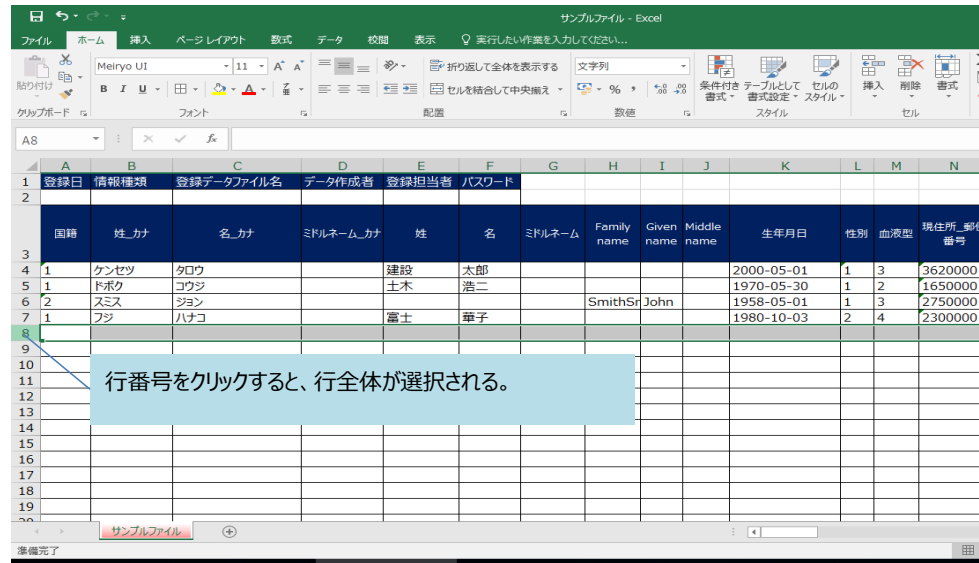 サンプルファイル - Excel
ファイル ホーム 挿入 ページ レイアウト 数式 データ 校閲 表示 実行したい作業を入力してください...
貼り付け Meiryo UI 11 折り返して全体を表示する 文字列 条件付き書式 テーブルとして書式設定 セルのスタイル 挿入 削除 書式
B I U セルを結合して中央揃え %
クリップボード フォント 配置 数値 スタイル セル
A8 fx
A B C D E F G H I J K L M N
1 登録日 情報種類 登録データファイル名 データ作成者 登録担当者 パスワード
2
3 国籍 姓_カナ 名_カナ ミドルネーム_カナ 姓 名 ミドルネーム Family name Given name Middle name 生年月日 性別 血液型 現住所_郵便番号
4 1 ケンセツ タロウ 建設 太郎 2000-05-01 1 3 3620000
5 1 ドボク コウジ 土木 浩二 1970-05-30 1 2 1650000
6 2 スミス ジョン SmithSr John 1958-05-01 1 3 2750000
7 1 フジ ハナコ 富士 華子 1980-10-03 2 4 2300000
8
9
10
行番号をクリックすると、行全体が選択される。
11
12
13
14
15
16
17
18
19
サンプルファイル
準備完了